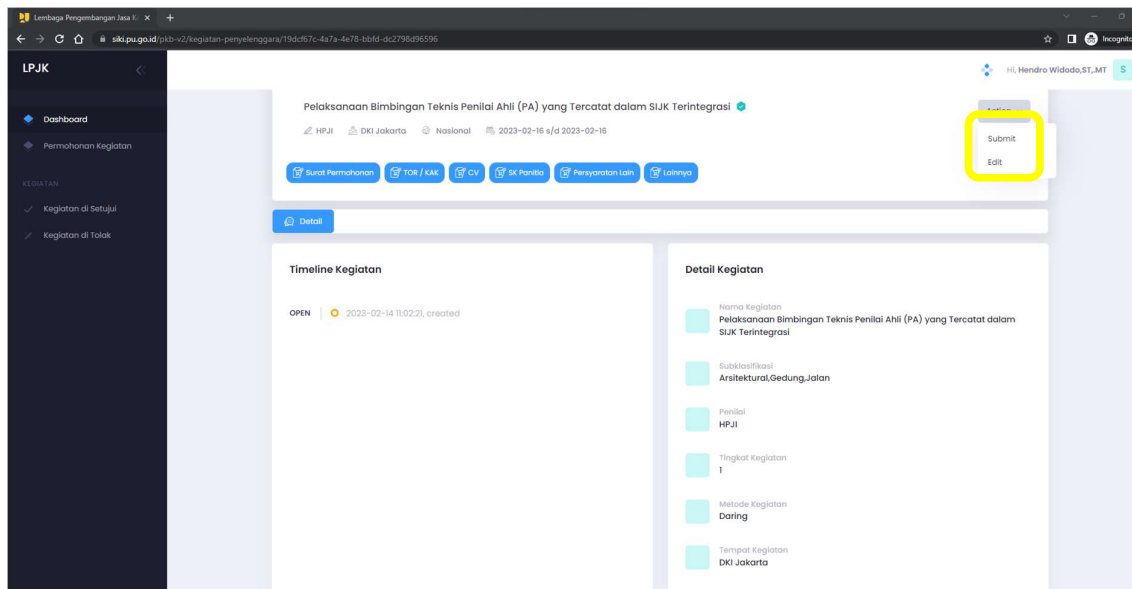 Lembaga Pengembangan Jasa K
siki.pu.go.id/pkb-v2/kegiatan-penyelenggara/19dcf67c-4a7a-4e78-bbfd-dc2798d96596
Incognito
LPJK
Hi, Hendro Widodo,ST,.MT
S
Dashboard
Permohonan Kegiatan
KEGIATAN
Kegiatan di Setujui
Kegiatan di Tolak
Pelaksanaan Bimbingan Teknis Penilai Ahli (PA) yang Tercatat dalam SIJK Terintegrasi
Action
HPJI DKI Jakarta Nasional 2023-02-16 s/d 2023-02-16
Submit
Edit
Surat Permohonan TOR / KAK CV SK Panitia Persyaratan Lain Lainnya
Detail
Timeline Kegiatan
OPEN 2023-02-14 11:02:21, created
Detail Kegiatan
Nama Kegiatan
Pelaksanaan Bimbingan Teknis Penilai Ahli (PA) yang Tercatat dalam
SIJK Terintegrasi
Subklasifikasi
Arsitektural,Gedung,Jalan
Penilai
HPJI
Tingkat Kegiatan
1
Metode Kegiatan
Daring
Tempat Kegiatan
DKI Jakarta